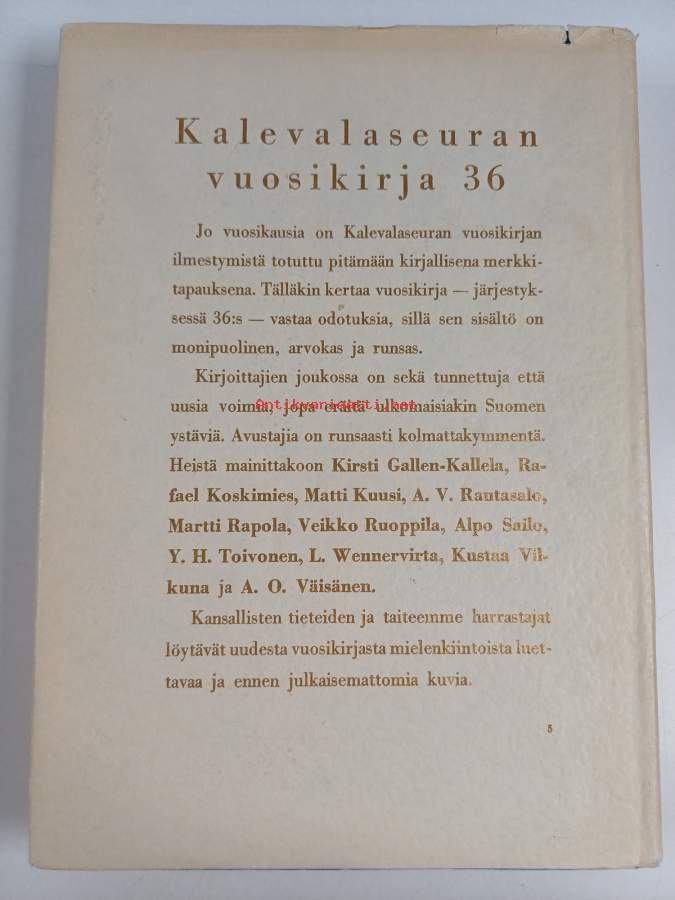 Kalevalaseuran
vuosikirja 36
Jo vuosikausia on Kalevalaseuran vuosikirjan
ilmestymistä totuttu pitämään kirjallisena merkki-
tapauksena. Tälläkin kertaa vuosikirja — järjestyk-
sessä 36:s — vastaa odotuksia, sillä sen sisältö on
monipuolinen, arvokas ja runsas.
Kirjoittajien joukossa on sekä tunnettuja että
uusia voimia, jopa eräitä ulkomaisiakin Suomen
Antikvariaatti.net
ystäviä. Avustajia on runsaasti kolmattakymmentä.
Heistä mainittakoon Kirsti Gallen-Kallela, Ra-
fael Koskimies, Matti Kuusi, A. V. Rautasalo,
Martti Rapola, Veikko Ruoppila, Alpo Sailo,
Y. H. Toivonen, L. Wennervirta, Kustaa Vil-
kuna ja A. O. Väisänen.
Kansallisten tieteiden ja taiteemme harrastajat
löytävät uudesta vuosikirjasta mielenkiintoista luet-
tavaa ja ennen julkaisemattomia kuvia.
5